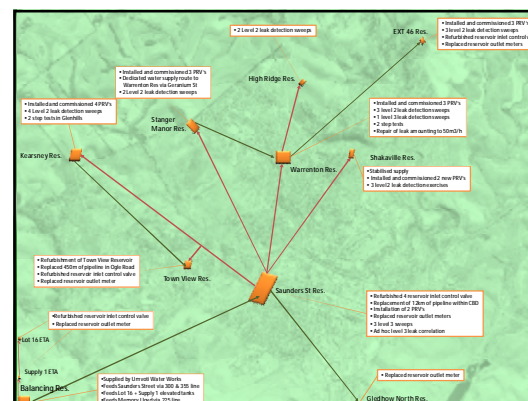 • 2 Level 2 leak detection sweeps
EXT 46 Res.
• Installed and commissioned 3 PRV's
• 3 level 2 leak detection sweeps
• Refurbished reservoir inlet control valve
• Replaced reservoir outlet meters
• Installed and commissioned 3 PRV's
• Dedicated water supply route to
Warrenton Res via Geranium St
• 2 Level 2 leak detection sweeps
High Ridge Res.
• Installed and commissioned 4 PRV's
• 4 Level 2 leak detection sweeps
• 2 step tests in Glenhills
Stanger
Manor Res.
• Installed and commissioned 3 PRV's
• 3 level 2 leak detection sweeps
• 1 level 3 leak detection sweeps
• 2 step tests
• Repair of leak amounting to 50m3/h
Kearsney Res.
Warrenton Res.
Shakaville Res.
• Stabilised supply
• Installed and commissioned 2 new PRV's
• 3 level 2 leak detection exercises
• Refurbishment of Town View Reservoir
• Replaced 450m of pipeline in Ogle Road
• Refurbished reservoir inlet control valve
• Replaced reservoir outlet meter
Town View Res.
Saunders St Res.
• Refurbished 4 reservoir inlet control valve
• Replacement of 12km of pipeline within CBD
• Installation of 2 PRV's
• Replaced reservoir outlet meters
• 3 level 3 sweeps
• Ad hoc level 3 leak correlation
• Refurbished reservoir inlet control valve
• Replaced reservoir outlet meter
Lot 16 ETA
Supply 1 ETA
Balancing Res.
• Supplied by Umvoti Water Works
• Feeds Saunders Street via 300 & 355 line
• Feeds Lot 16 + Supply 1 elevated tanks
• Replaced reservoir outlet meter
Gledhow North Res.